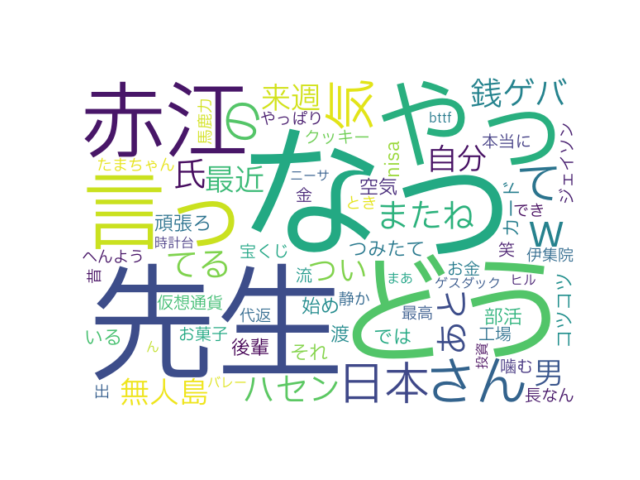 赤江
の
来週
気
やっ
銭ゲバ
馬鹿力
やっぱり
クッキー
bttf
本当に
ジェイソン
たまちゃん
氏
最近
ニーサ
空気
nisa
自分
て
カード
でき
言っ
なっ
金
とき
またね
w
笑
伊集院
頑張ろ
時計台
宝くじ
つみたて
へんよう
てる
つい
どう
お金
ゲスダック
ヒル
コツコツ
昔
先生
仮想通貨
流
まあ
あと
代返
始め
静か
最高
部活
いる
お菓子
渡
では
工場
ん
後輩
それ
投資
噛む
出
無人島
バレー
ハセン
日本
さん
男
長なん